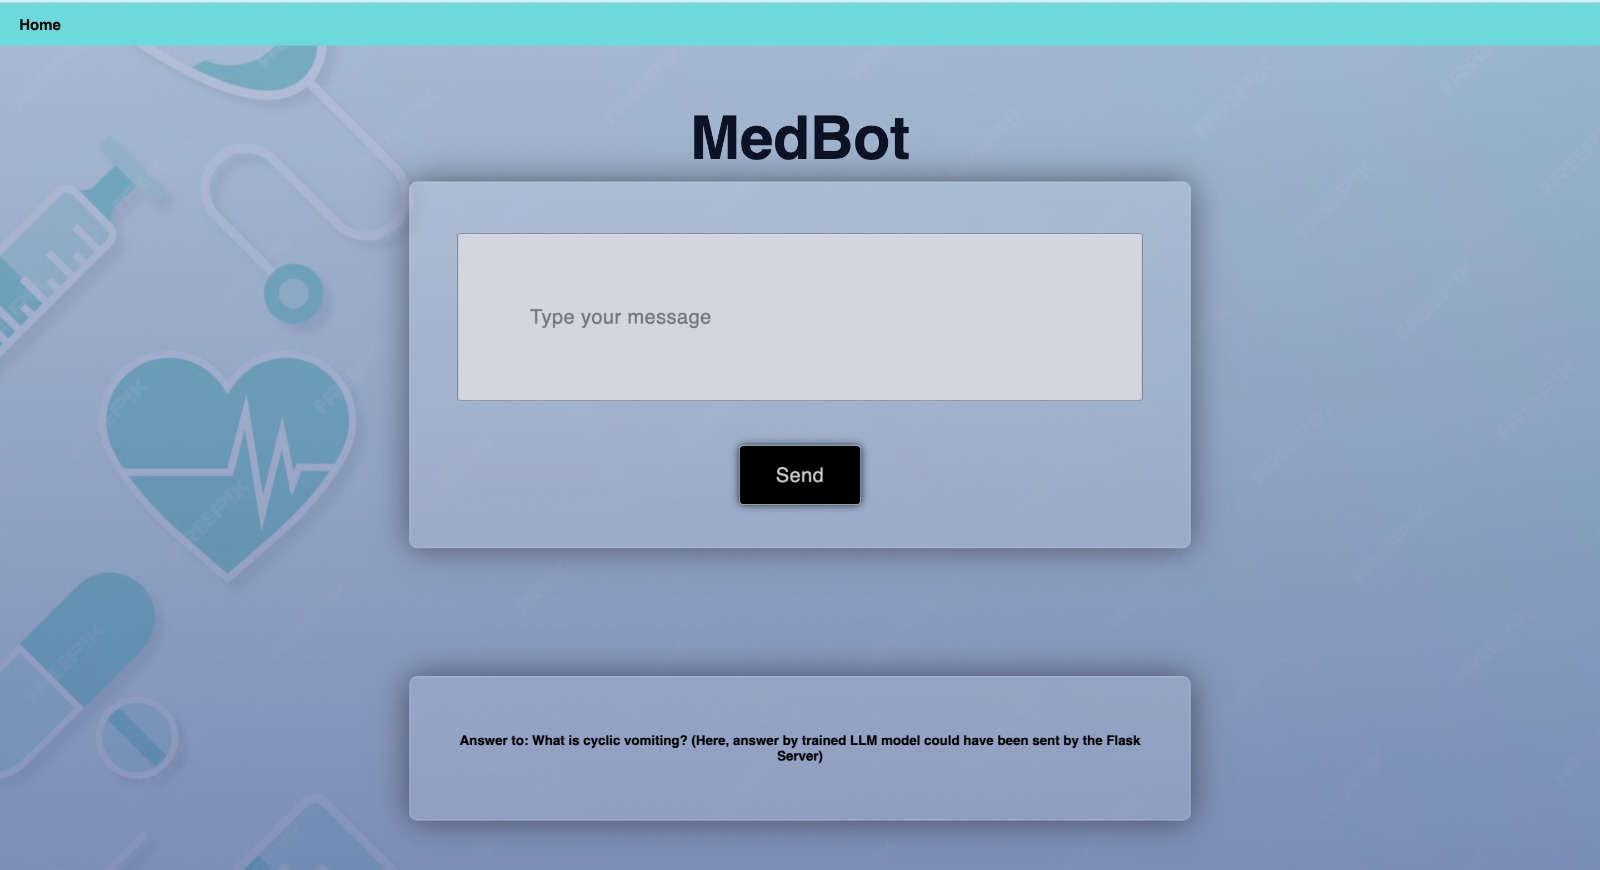 Home
MedBot
Type your message
Send
Answer to: What is cyclic vomiting? (Here, answer by trained LLM model could have been sent by the Flask
Server)
FREEPIK